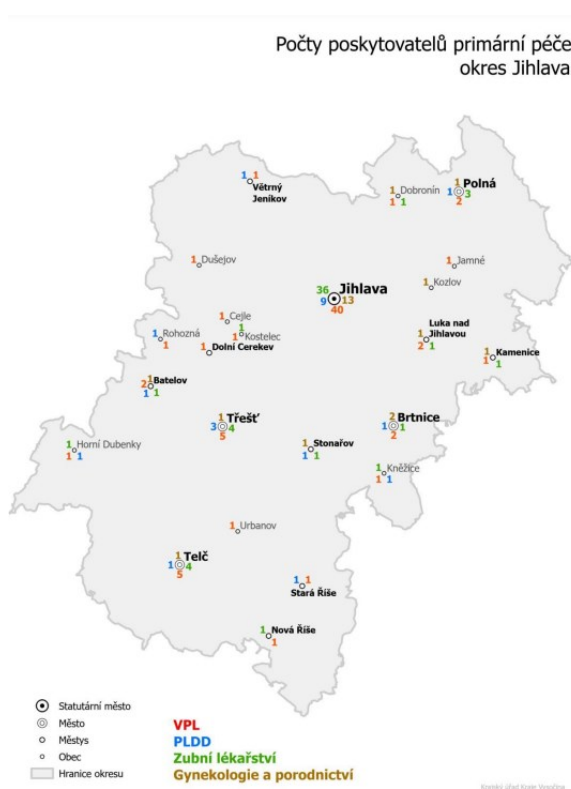 Počty poskytovatelů primární péče
okres Jihlava
1 1
Větrný
Jeníkov
1
Dobronín
1 1
1 Polná
1 3
2
1 Dušejov
1 Jamné
1 Kozlov
36 Jihlava
9 13
40
1 Cejle
1
1 Kostelec
1 Rohozná
1
1 Dolní Cerekev
Luka nad
1 Jihlavou
2 1
1 Kamenice
1 1
1 Batelov
2
1 1
1 Třešť
3 4
5
2 Brtnice
1 1
2
1 Horní Dubenky
1 1
1 Stonařov
1 1
1 Kněžice
1 1
1 Urbanov
1 Telč
1 4
5
1 1
Stará Říše
1 Nová Říše
1
Statutární město
Město
Městys
Obec
Hranice okresu
VPL
PLDD
Zubní lékařství
Gynekologie a porodnictví
Krajský úřad Kraje Vysočina